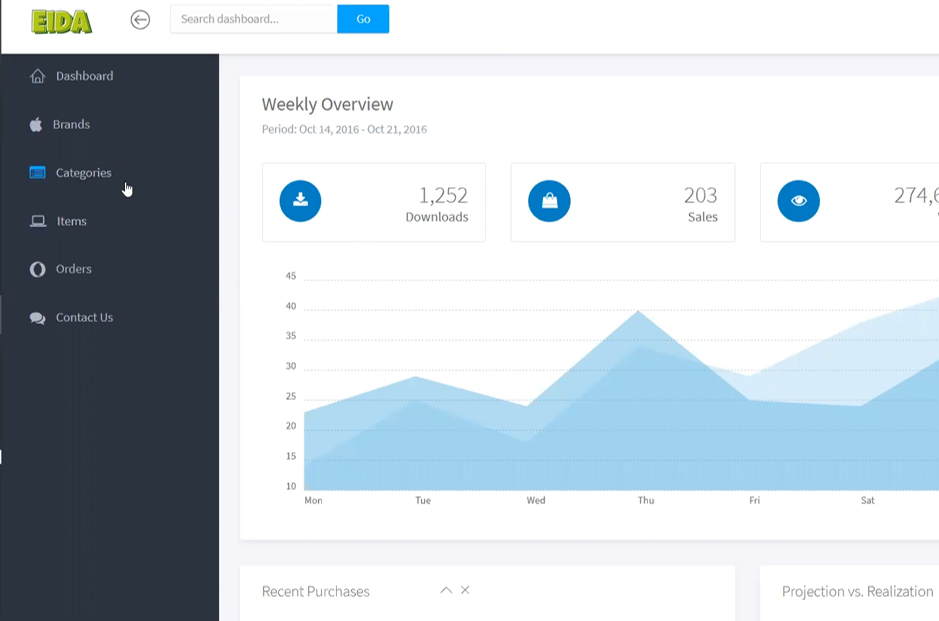 EIDA
Search dashboard...
Go
Dashboard
Brands
Categories
Items
Orders
Contact Us
Weekly Overview
Period: Oct 14, 2016 - Oct 21, 2016
1,252
Downloads
203
Sales
45
40
35
30
25
20
15
10
Mon Tue Wed Thu Fri Sat
Recent Purchases
Projection vs. Realization